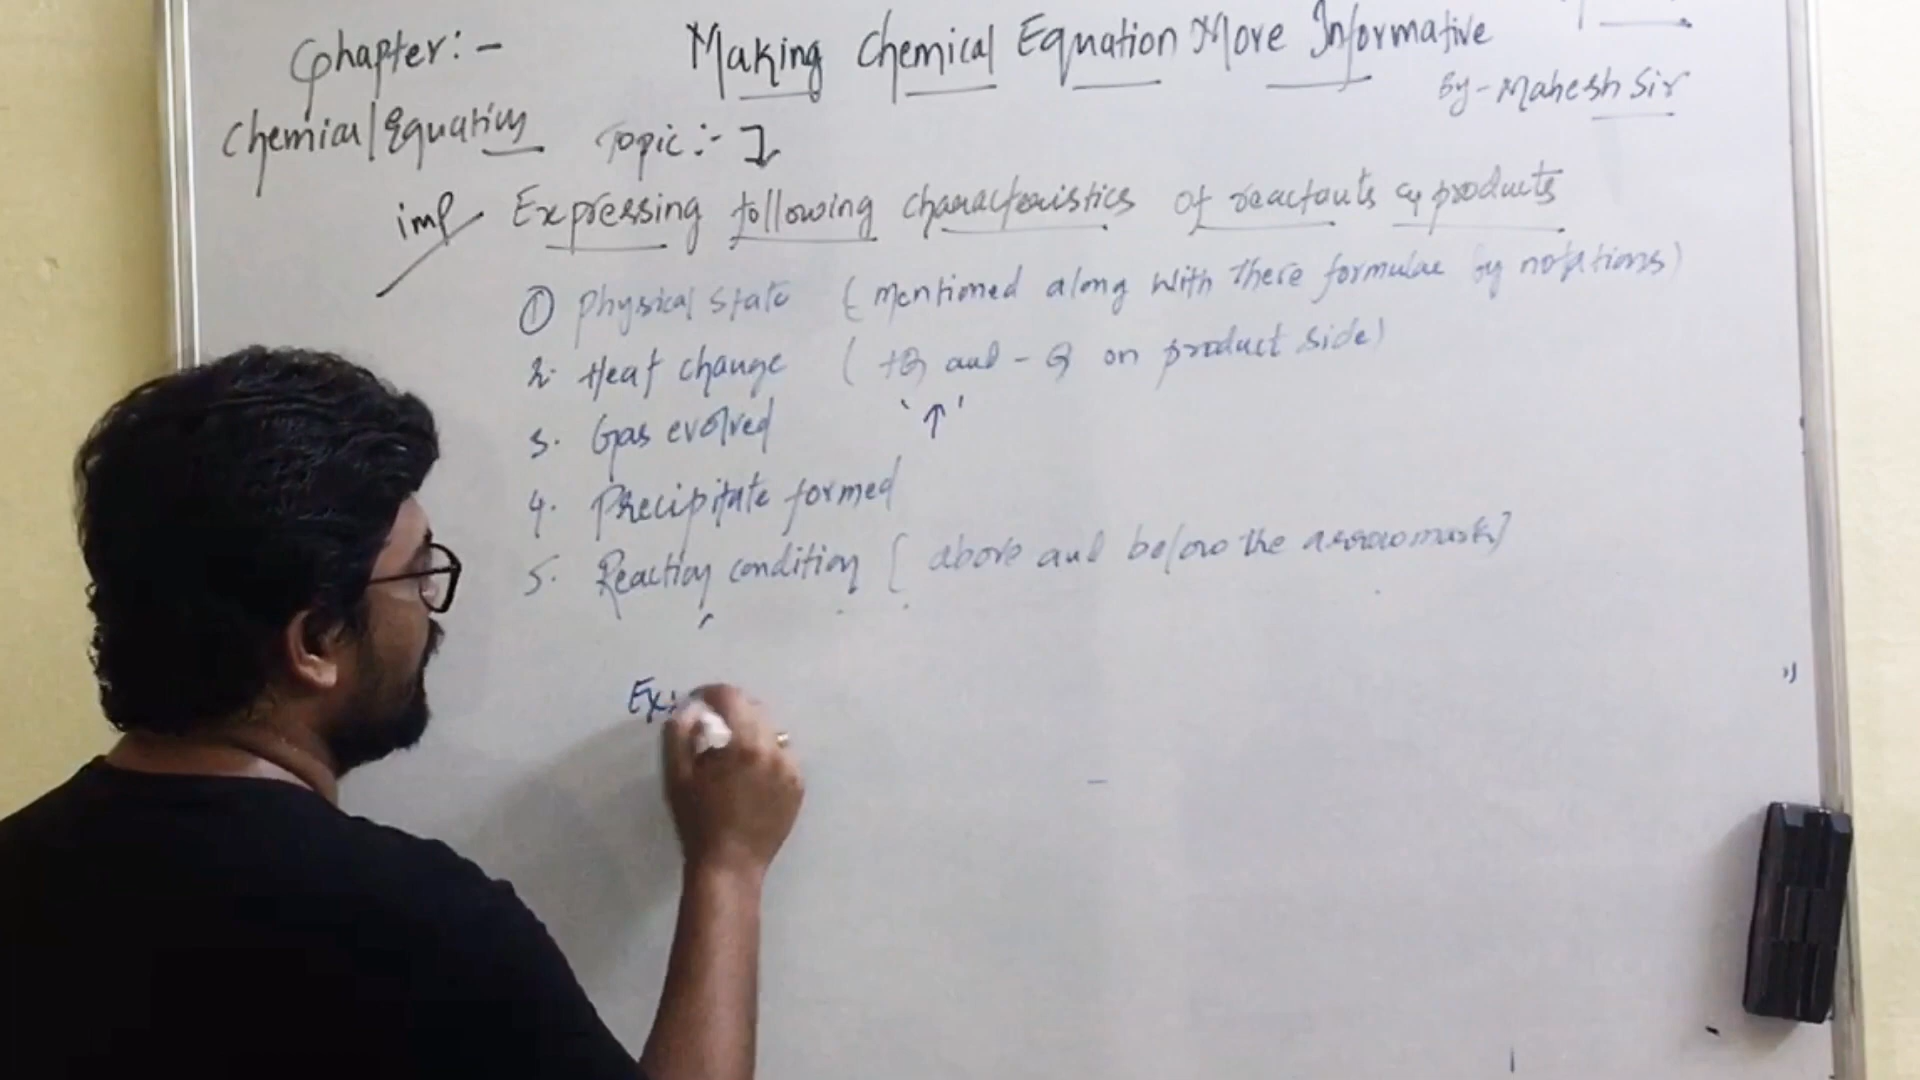 Chapter:- Making Chemical Equation More Informative
By-Mahesh Sir
Chemical Equation Topic:- I
imp Expressing following characteristics of reactants & products
① Physical State (mentioned along with there formulae by notations)
2. Heat change (+Q and -Q on product side)
3. Gas evolved '↑'
4. Precipitate formed
5. Reaction condition [above and below the arrow mark]
Ex: